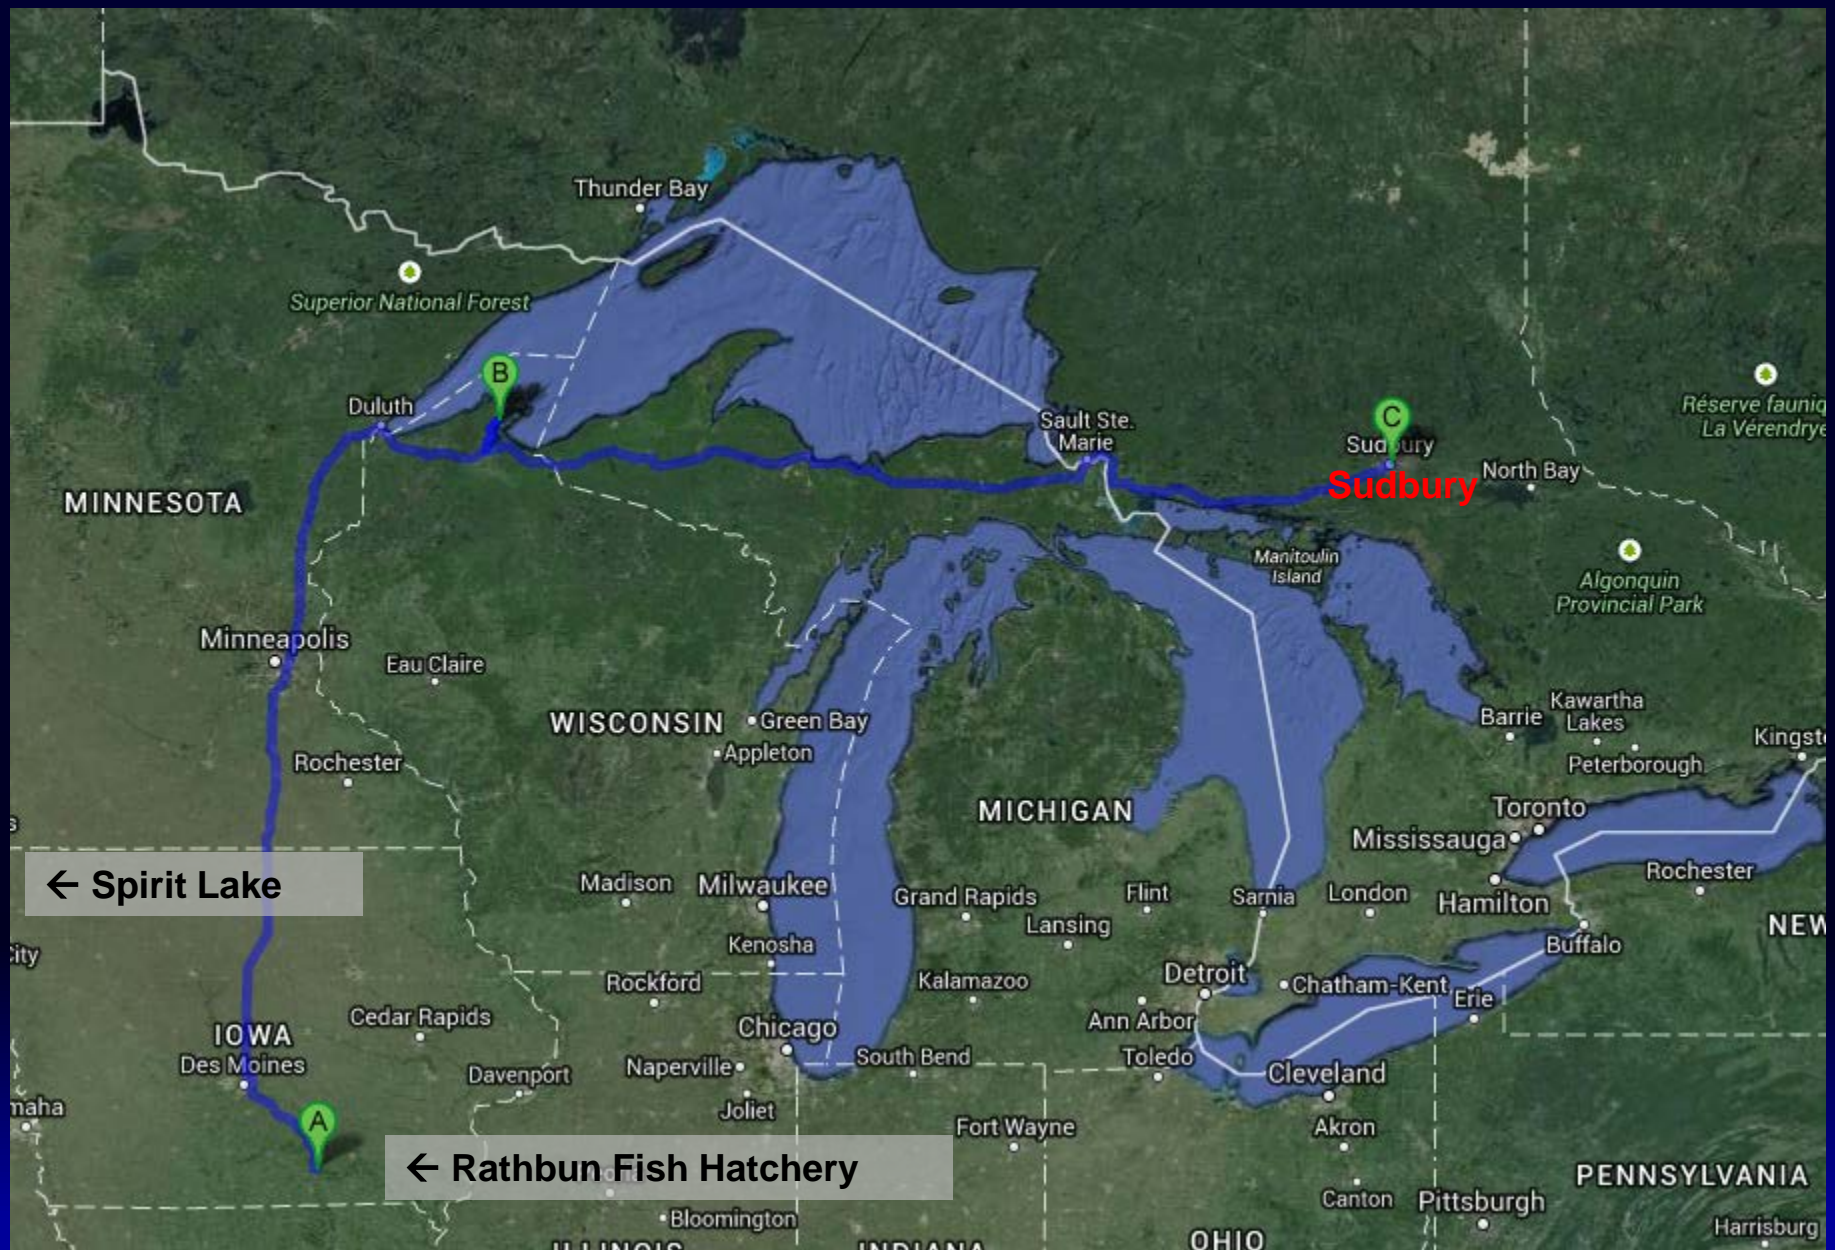 Thunder Bay
Superior National Forest
B
Duluth
Sault Ste.
Marie
C
Sudbury
Sudbury
North Bay
Réserve fauniq
La Vérendrye
MINNESOTA
Manitoulin
Island
Algonquin
Provincial Park
Minneapolis
Eau Claire
WISCONSIN
Green Bay
Appleton
Barrie
Kawartha
Lakes
Peterborough
Kingst
Rochester
MICHIGAN
Toronto
Mississauga
Hamilton
Rochester
← Spirit Lake
Madison
Milwaukee
Grand Rapids
Flint
Sarnia
London
Lansing
NEW
Kenosha
Buffalo
City
Rockford
Kalamazoo
Detroit
Chatham-Kent
Erie
Cedar Rapids
IOWA
Chicago
Ann Arbor
Des Moines
Davenport
Naperville
South Bend
Toledo
Cleveland
maha
Joliet
A
Fort Wayne
Akron
← Rathbun Fish Hatchery
PENNSYLVANIA
Canton
Pittsburgh
Bloomington
Harrisburg
ILLINOIS
INDIANA
OHIO